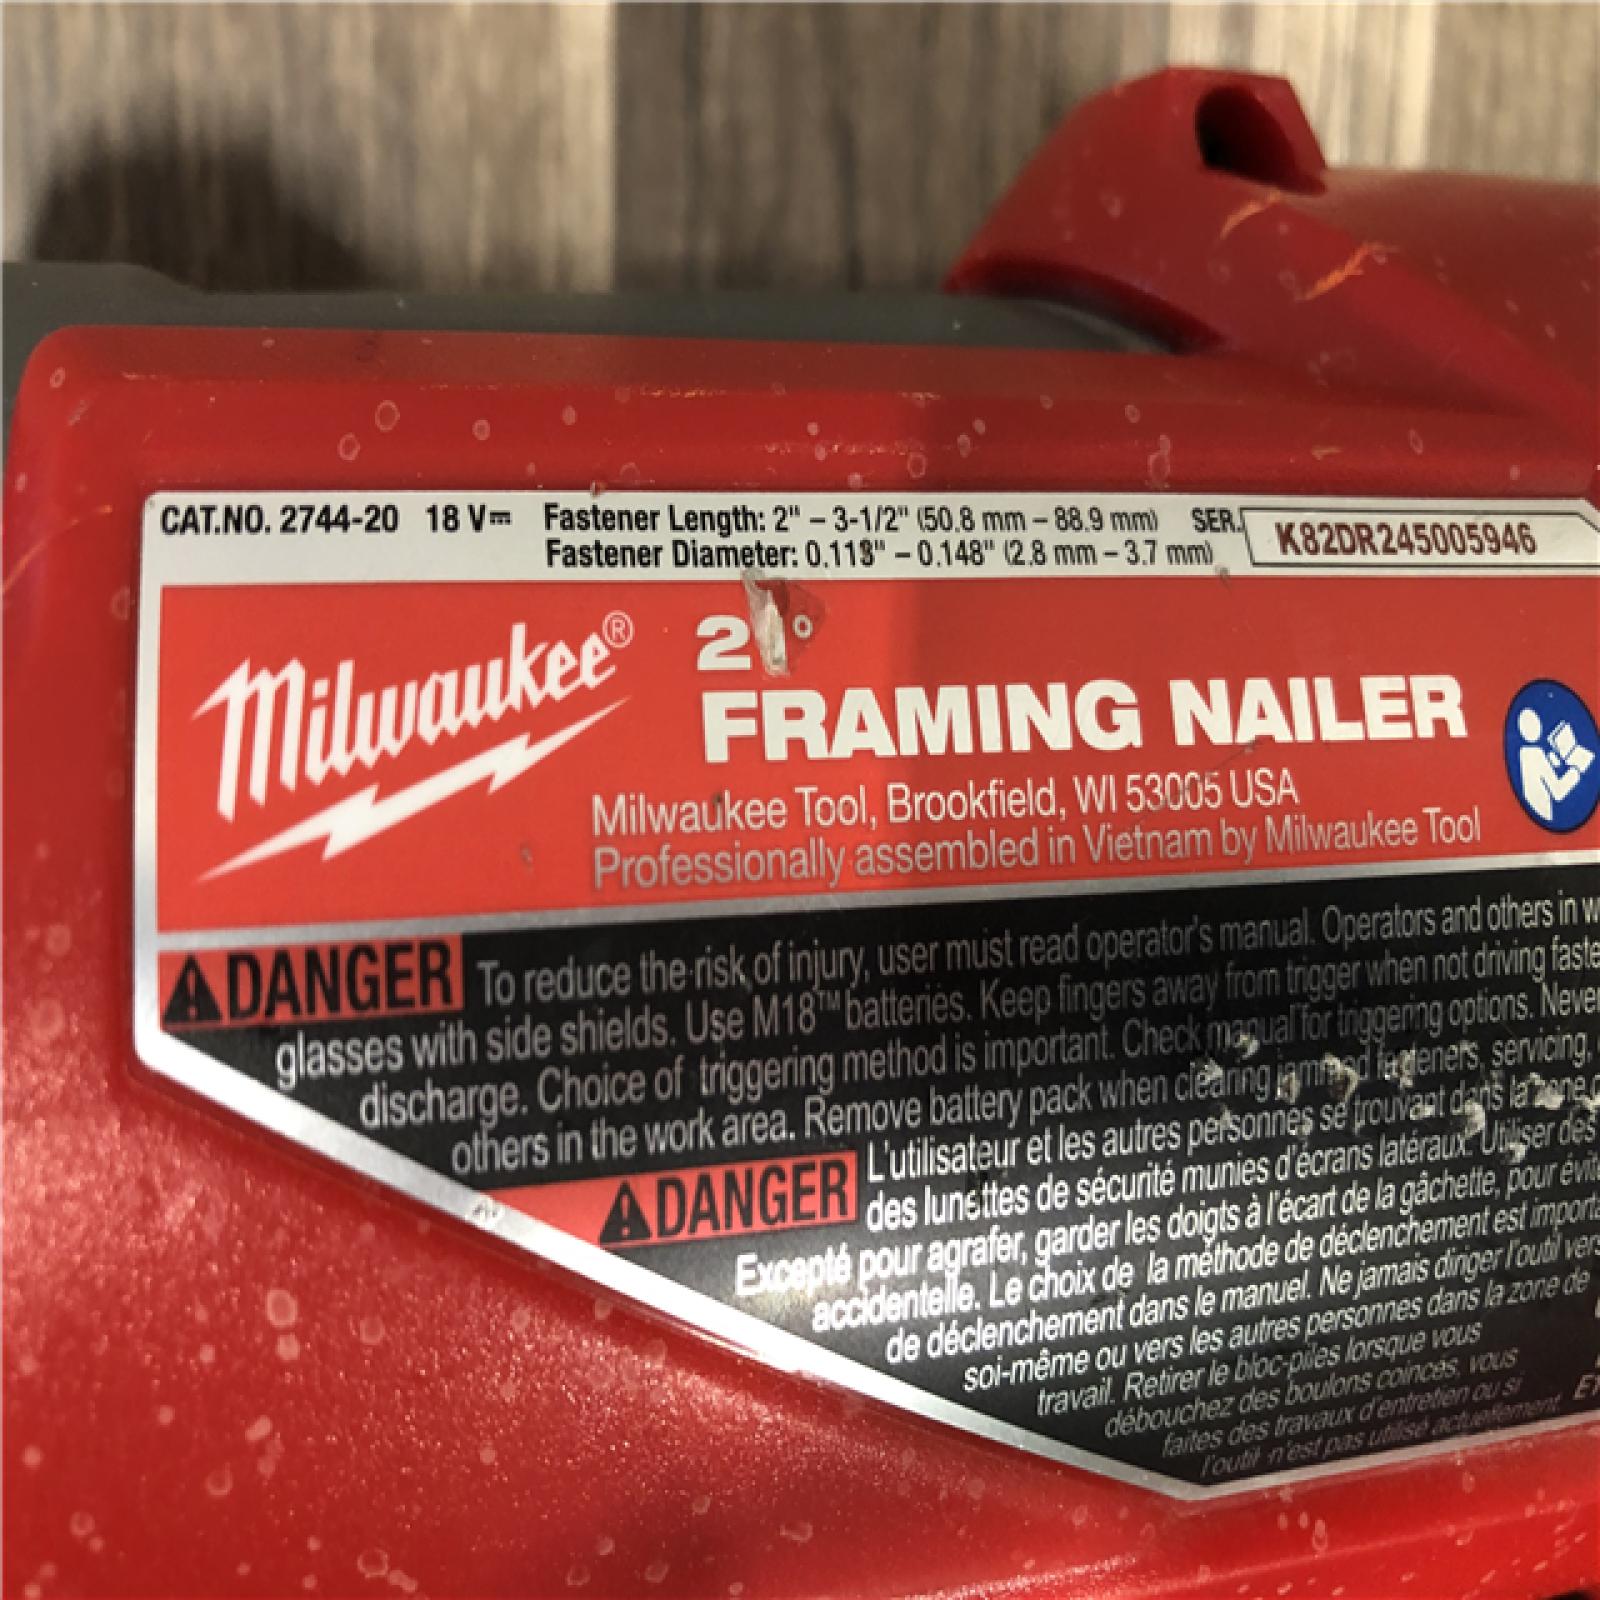 CAT.NO. 2744-20 18 V⎓ Fastener Length: 2" – 3-1/2" (50.8 mm – 88.9 mm) SER. K82DR245005946
Fastener Diameter: 0.113" – 0.148" (2.8 mm – 3.7 mm)
Milwaukee®
21°
FRAMING NAILER
Milwaukee Tool, Brookfield, WI 53005 USA
Professionally assembled in Vietnam by Milwaukee Tool
DANGER To reduce the risk of injury, user must read operator's manual. Operators and others in
glasses with side shields. Use M18™ batteries. Keep fingers away from trigger when not driving
discharge. Choice of triggering method is important. Check manual for triggering options. Never
others in the work area. Remove battery pack when clearing jammed fasteners, servicing,
DANGER L'utilisateur et les autres personnes se trouvant dans la zone
des lunettes de sécurité munies d'écrans latéraux. Utiliser des
Excepté pour agrafer, garder les doigts à l'écart de la gâchette, pour
accidentelle. Le choix de la méthode de déclenchement est
de déclenchement dans le manuel. Ne jamais diriger l'outil vers
soi-même ou vers les autres personnes dans la zone de
travail. Retirer le bloc-piles lorsque vous
débouchez des boulons coincés, vous
faites des travaux d'entretien ou si
l'outil n'est pas utilisé actuellement.